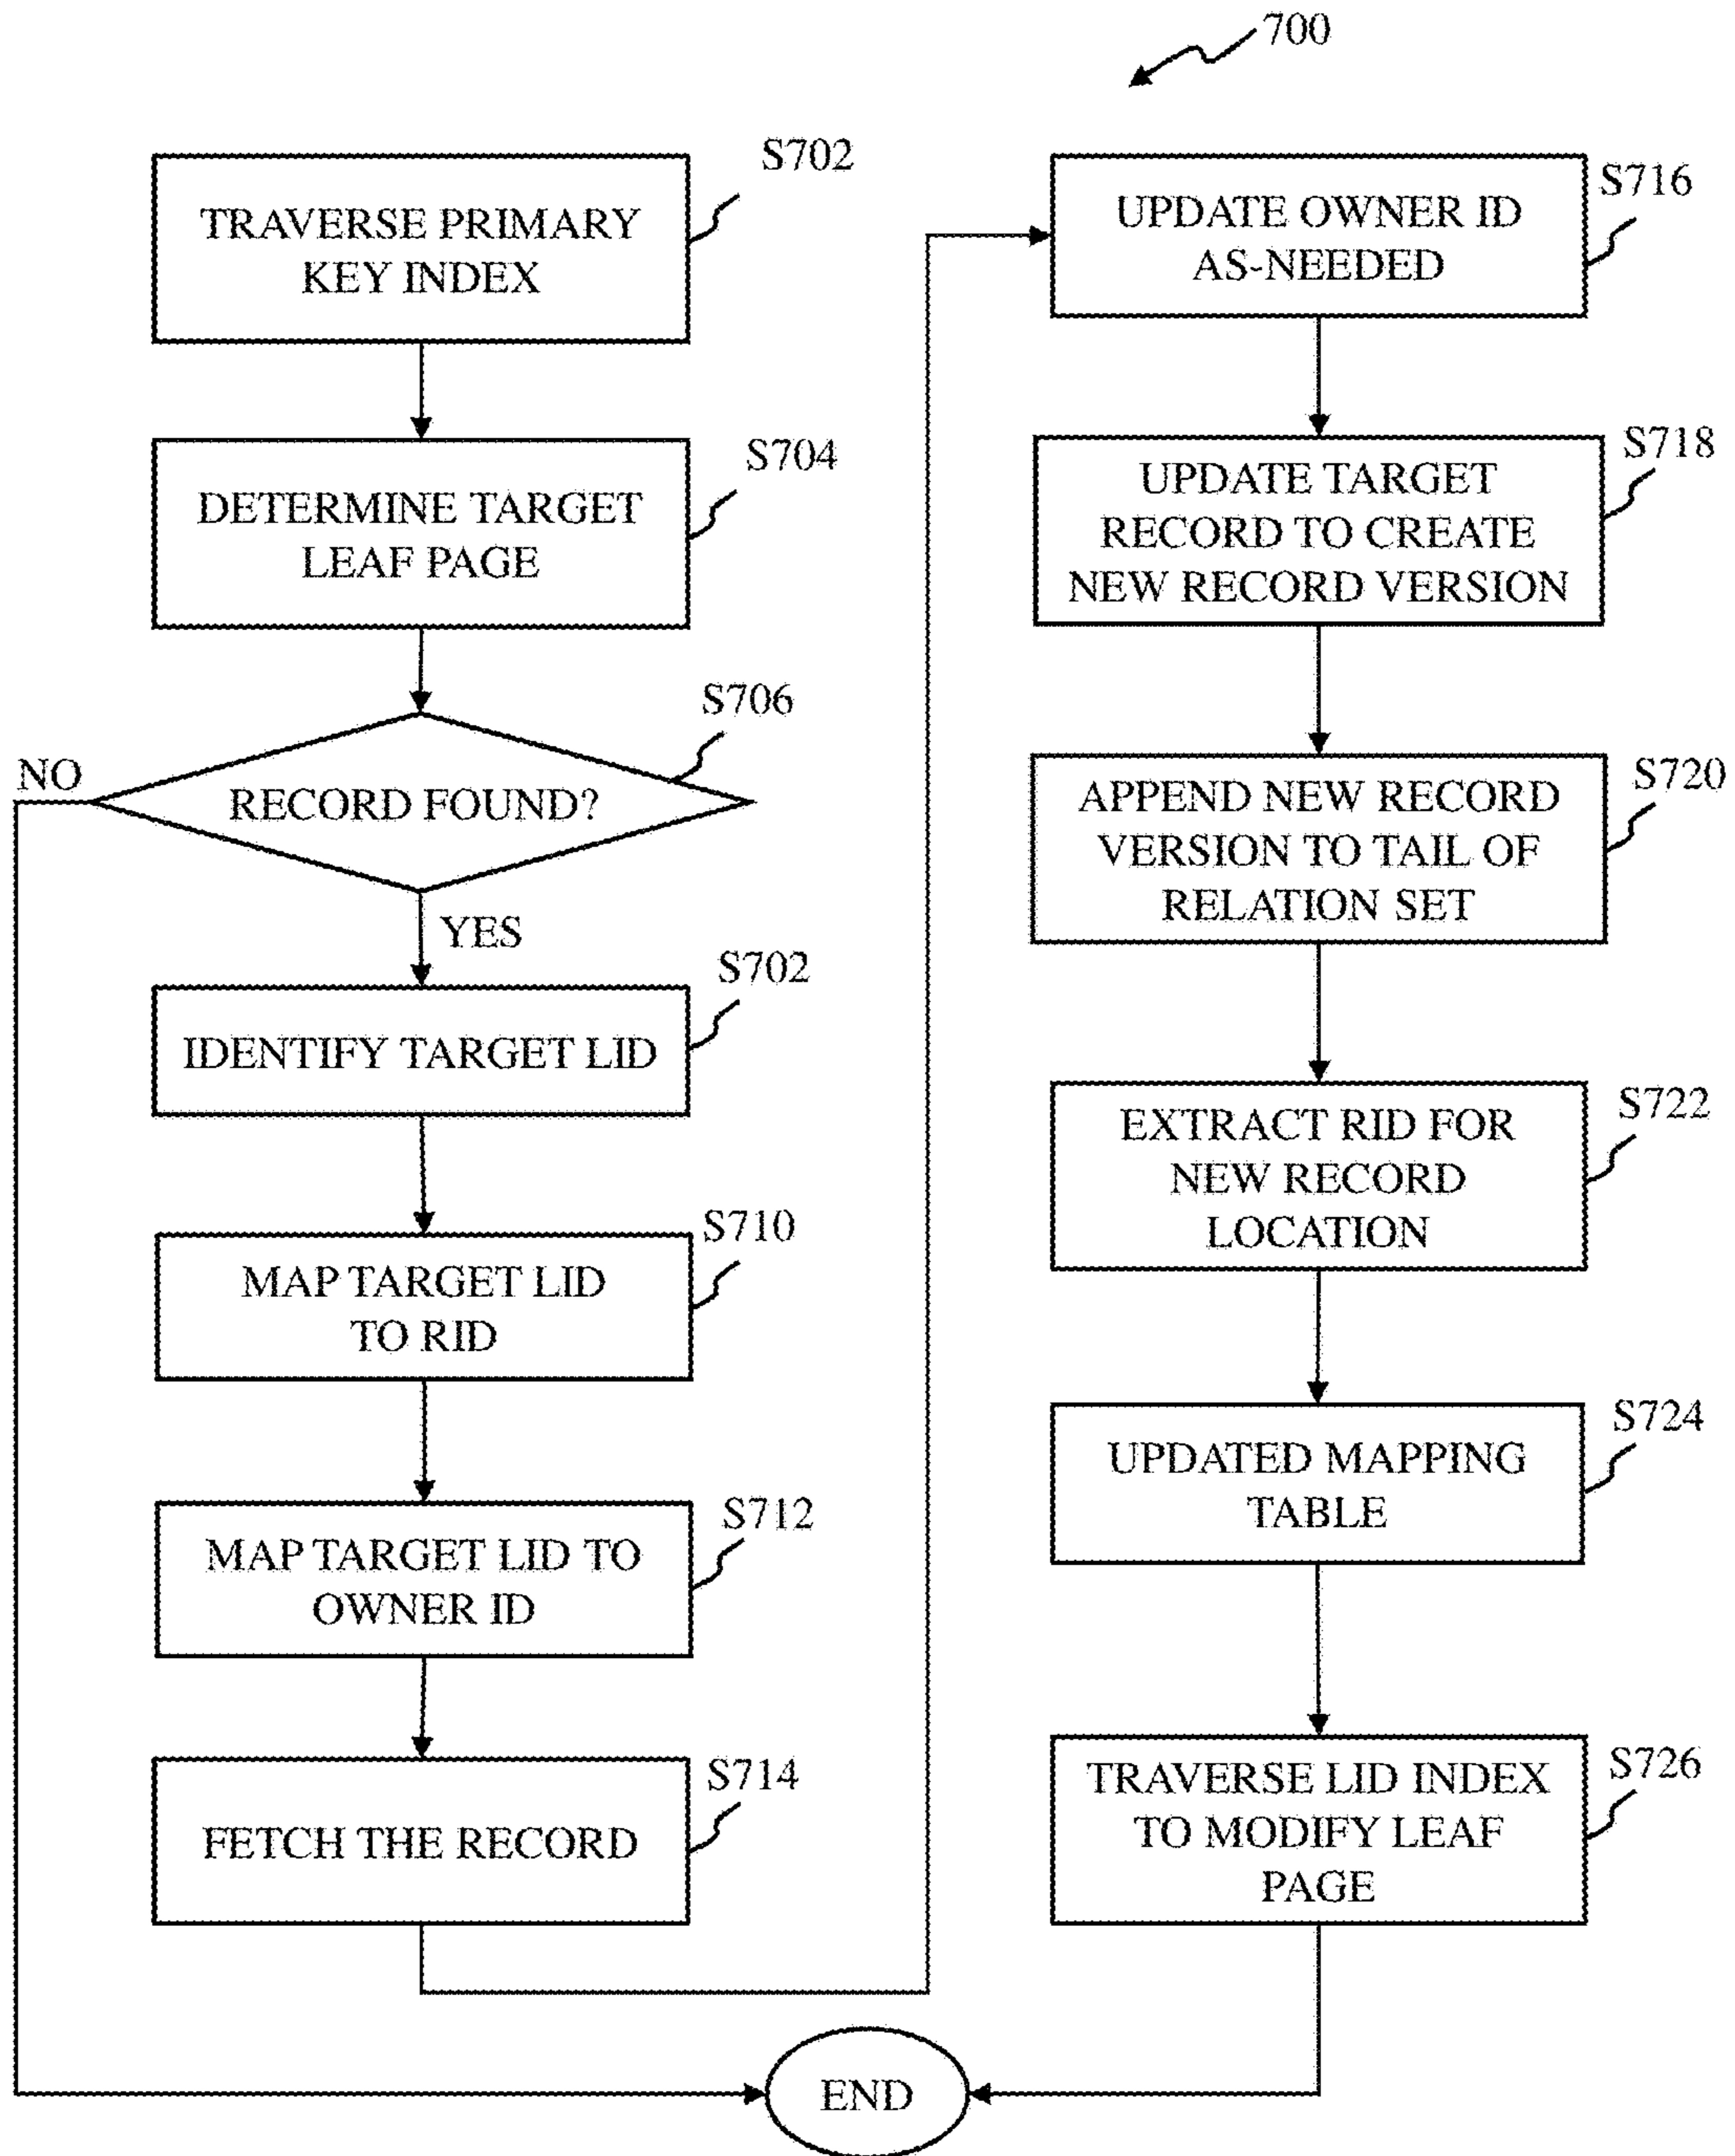 700
S702
TRAVERSE PRIMARY
KEY INDEX
S704
DETERMINE TARGET
LEAF PAGE
S706
NO
RECORD FOUND?
YES
S702
IDENTIFY TARGET LID
S710
MAP TARGET LID
TO RID
S712
MAP TARGET LID TO
OWNER ID
S714
FETCH THE RECORD
S716
UPDATE OWNER ID
AS-NEEDED
S718
UPDATE TARGET
RECORD TO CREATE
NEW RECORD VERSION
S720
APPEND NEW RECORD
VERSION TO TAIL OF
RELATION SET
S722
EXTRACT RID FOR
NEW RECORD
LOCATION
S724
UPDATED MAPPING
TABLE
S726
TRAVERSE LID INDEX
TO MODIFY LEAF
PAGE
END